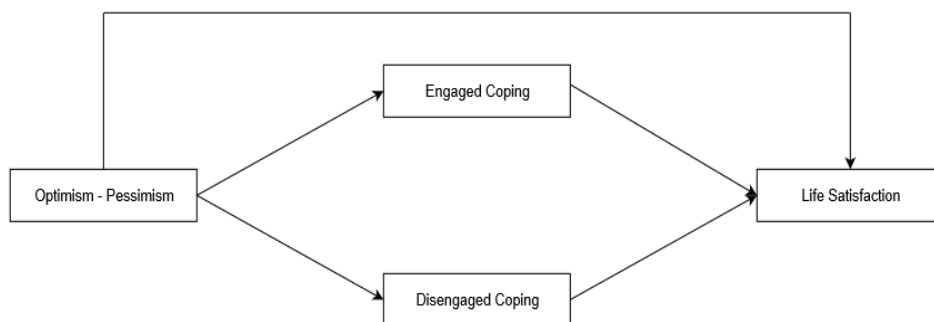 Engaged Coping
Optimism - Pessimism
Life Satisfaction
Disengaged Coping